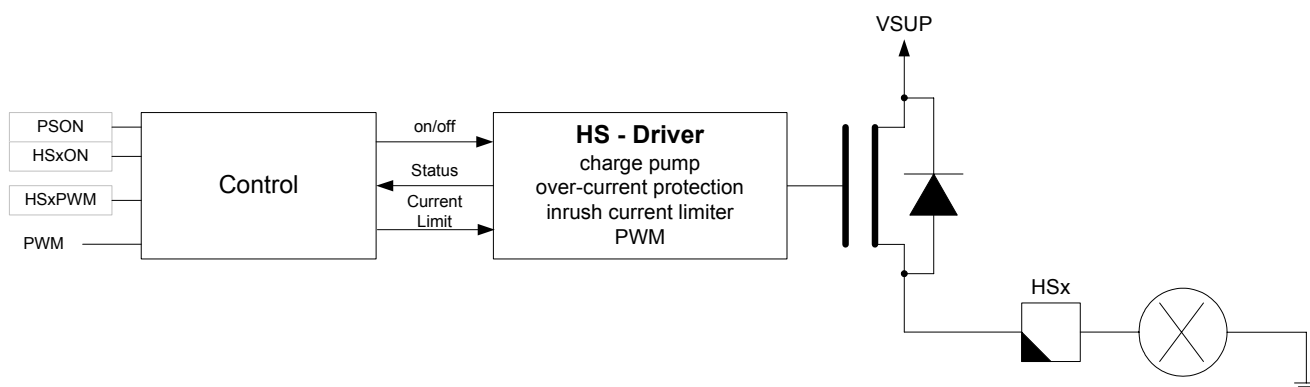 VSUP
PSON
HSxON
HSxPWM
PWM
Control
on/off
Status
Current
Limit
HS - Driver
charge pump
over-current protection
inrush current limiter
PWM
HSx